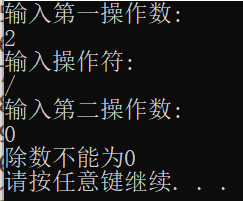 输入第一操作数:
2
输入操作符:
/
输入第二操作数:
0
除数不能为0
请按任意键继续. . .